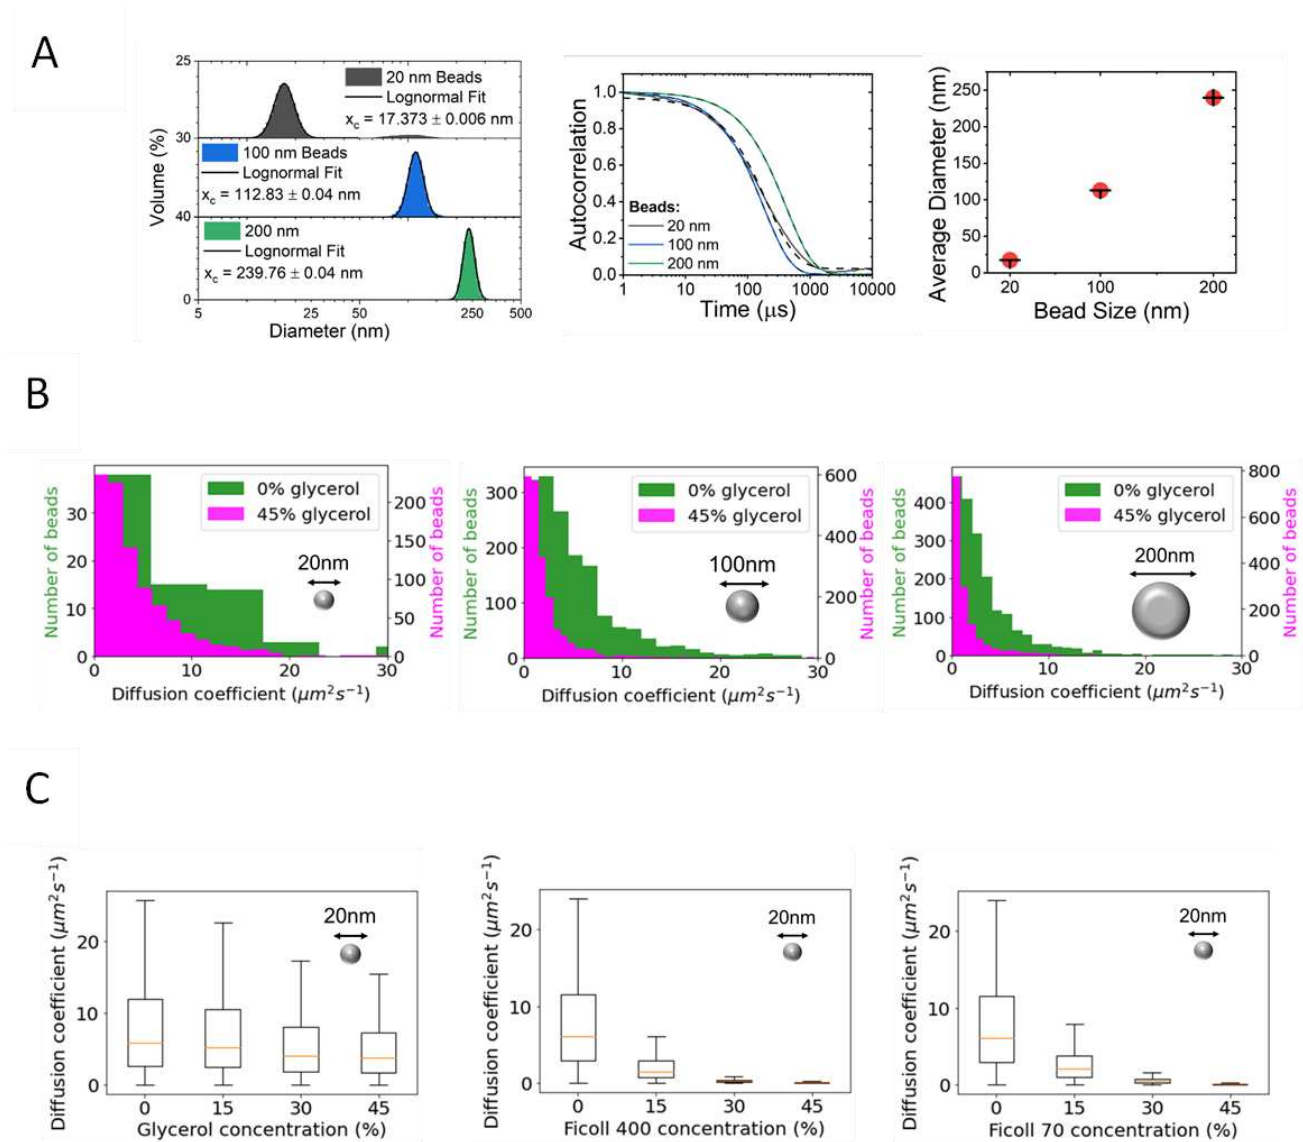 A
25
20 nm Beads
Lognormal Fit
x_c = 17.373 ± 0.006 nm
30
100 nm Beads
Lognormal Fit
x_c = 112.83 ± 0.04 nm
40
200 nm
Lognormal Fit
x_c = 239.76 ± 0.04 nm
0
Volume (%)
5 25 50 250 500
Diameter (nm)
Autocorrelation
1.0
0.8
0.6
0.4
0.2
0.0
Beads:
20 nm
100 nm
200 nm
1 10 100 1000 10000
Time (μs)
Average Diameter (nm)
250
200
150
100
50
0
20 100 200
Bead Size (nm)
B
Number of beads
30
20
10
0
0% glycerol
45% glycerol
20nm
200
150
100
50
0
Number of beads
0 10 20 30
Diffusion coefficient (μm²s⁻¹)
Number of beads
300
200
100
0
0% glycerol
45% glycerol
100nm
600
400
200
0
Number of beads
0 10 20 30
Diffusion coefficient (μm²s⁻¹)
Number of beads
400
300
200
100
0
0% glycerol
45% glycerol
200nm
800
600
400
200
0
Number of beads
0 10 20 30
Diffusion coefficient (μm²s⁻¹)
C
Diffusion coefficient (μm²s⁻¹)
20
10
0
20nm
0 15 30 45
Glycerol concentration (%)
Diffusion coefficient (μm²s⁻¹)
20
10
0
20nm
0 15 30 45
Ficoll 400 concentration (%)
Diffusion coefficient (μm²s⁻¹)
20
10
0
20nm
0 15 30 45
Ficoll 70 concentration (%)